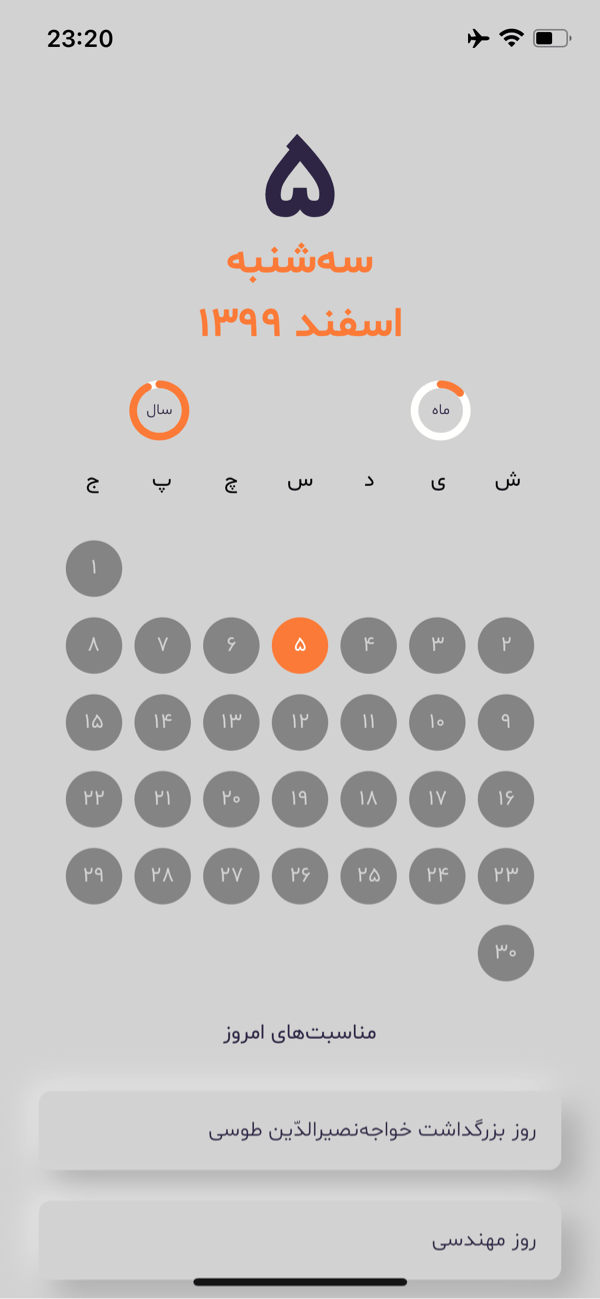 23:20
۵
سه‌شنبه
اسفند ۱۳۹۹
ماه سال
ش ی د س چ پ ج
۱
۲ ۳ ۴ ۵ ۶ ۷ ۸
۹ ۱۰ ۱۱ ۱۲ ۱۳ ۱۴ ۱۵
۱۶ ۱۷ ۱۸ ۱۹ ۲۰ ۲۱ ۲۲
۲۳ ۲۴ ۲۵ ۲۶ ۲۷ ۲۸ ۲۹
۳۰
مناسبت‌های امروز
روز بزرگداشت خواجه‌نصیرالدّین طوسی
روز مهندسی